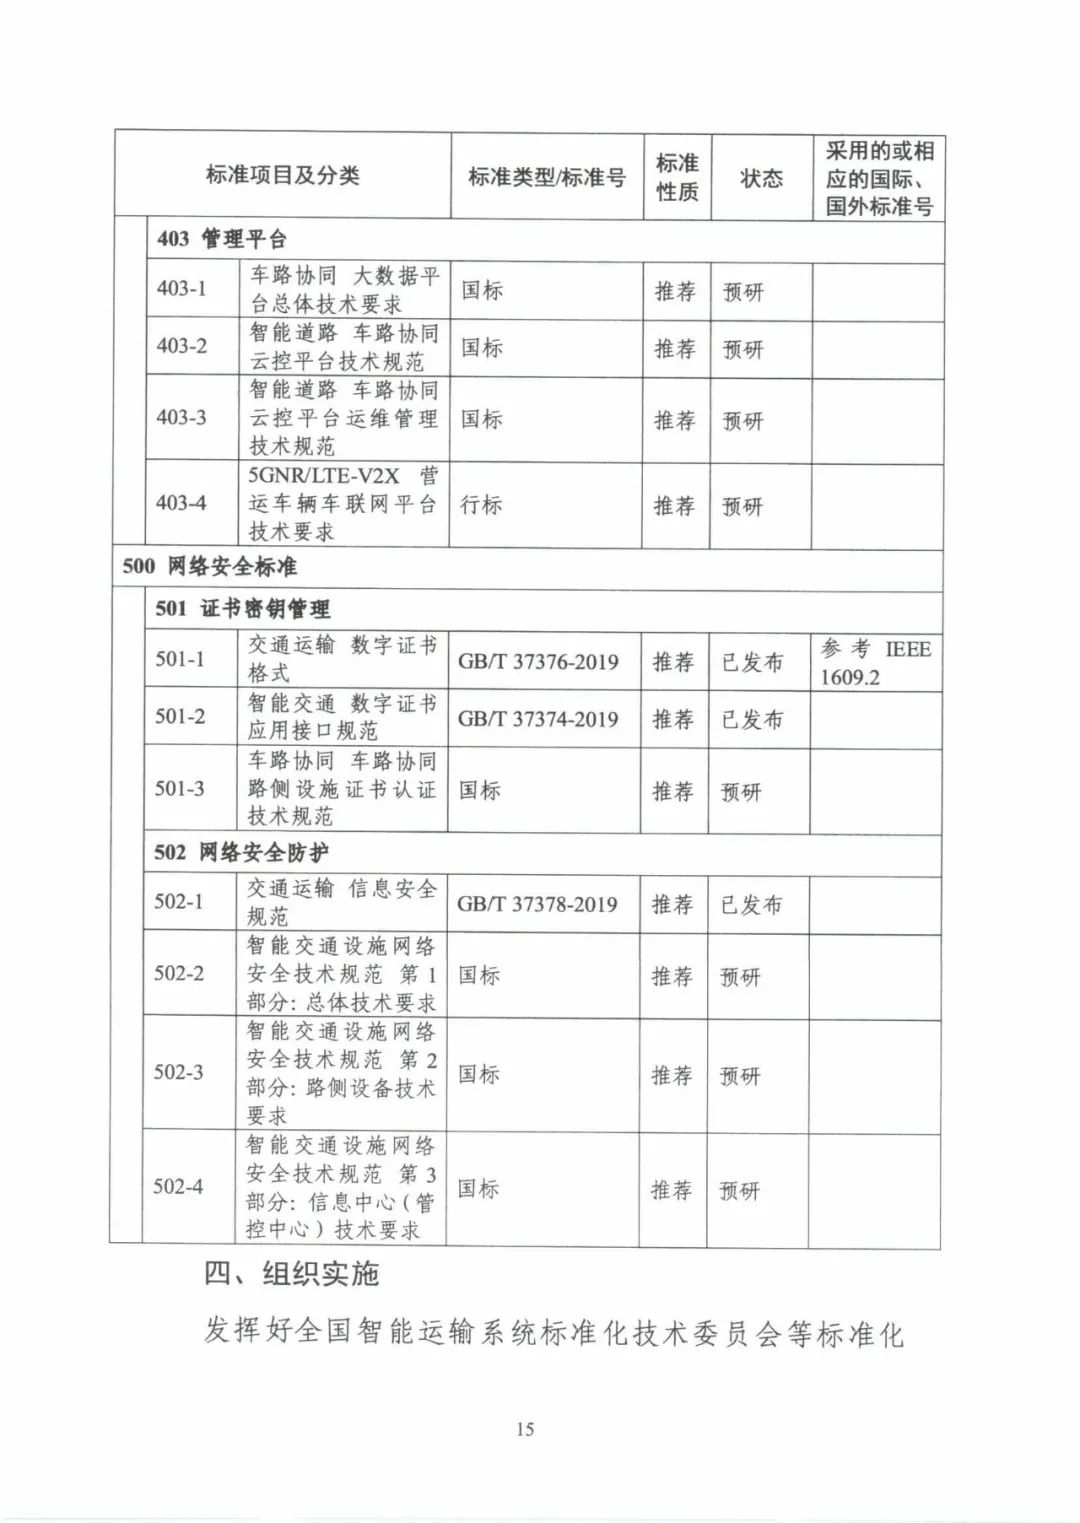 标准项目及分类 标准类型/标准号 标准性质 状态 采用的或相应的国际、国外标准号
403 管理平台
403-1 车路协同 大数据平台总体技术要求 国标 推荐 预研
403-2 智能道路 车路协同云控平台技术规范 国标 推荐 预研
403-3 智能道路 车路协同云控平台运维管理技术规范 国标 推荐 预研
403-4 5GNR/LTE-V2X 营运车辆车联网平台技术要求 行标 推荐 预研
500 网络安全标准
501 证书密钥管理
501-1 交通运输 数字证书格式 GB/T 37376-2019 推荐 已发布 参考 IEEE 1609.2
501-2 智能交通 数字证书应用接口规范 GB/T 37374-2019 推荐 已发布
501-3 车路协同 车路协同路侧设施证书认证技术规范 国标 推荐 预研
502 网络安全防护
502-1 交通运输 信息安全规范 GB/T 37378-2019 推荐 已发布
502-2 智能交通设施网络安全技术规范 第1部分：总体技术要求 国标 推荐 预研
502-3 智能交通设施网络安全技术规范 第2部分：路侧设备技术要求 国标 推荐 预研
502-4 智能交通设施网络安全技术规范 第3部分：信息中心（管控中心）技术要求 国标 推荐 预研
四、组织实施
发挥好全国智能运输系统标准化技术委员会等标准化
15